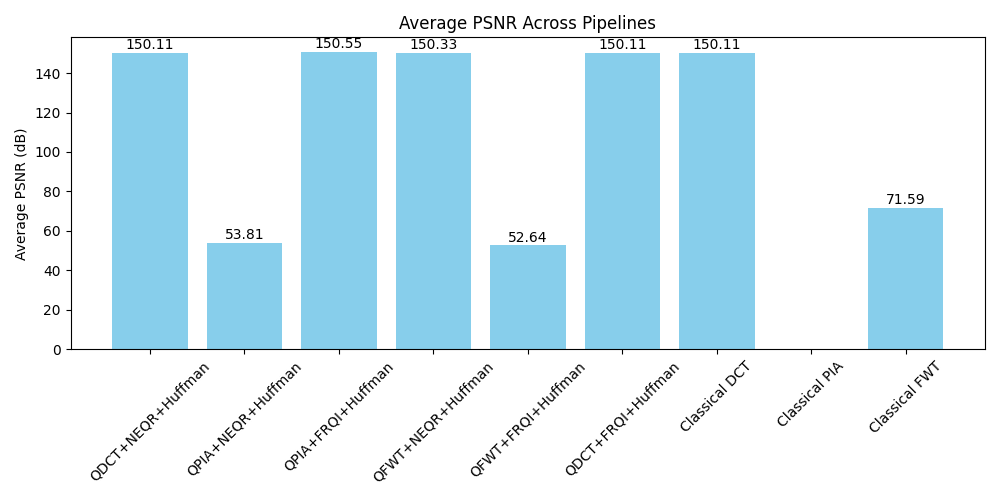 Average PSNR Across Pipelines
Average PSNR (dB)
140
120
100
80
60
40
20
0
150.11
53.81
150.55
150.33
52.64
150.11
150.11
71.59
QDCT+NEQR+Huffman
QPIA+NEQR+Huffman
QPIA+FRQI+Huffman
QFWT+NEQR+Huffman
QFWT+FRQI+Huffman
QDCT+FRQI+Huffman
Classical DCT
Classical PIA
Classical FWT